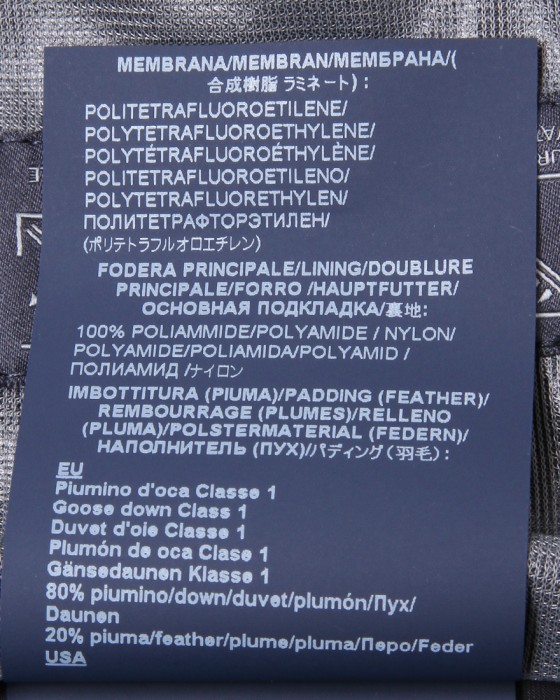 MEMBRANA/MEMBRAN/МЕМБРАНА/(
合成樹脂 ラミネート) :
POLITETRAFLUOROETILENE/
POLYTETRAFLUOROETHYLENE/
POLYTÉTRAFLUOROÉTHYLÈNE/
POLITETRAFLUOROETILENO/
POLYTETRAFLUORETHYLEN/
ПОЛИТЕТРАФТОРЭТИЛЕН/
(ポリテトラフルオロエチレン)
FODERA PRINCIPALE/LINING/DOUBLURE
PRINCIPALE/FORRO /HAUPTFUTTER/
ОСНОВНАЯ ПОДКЛАДКА/裏地:
100% POLIAMMIDE/POLYAMIDE / NYLON/
POLYAMIDE/POLIAMIDA/POLYAMID /
ПОЛИАМИД /ナイロン
IMBOTTITURA (PIUMA)/PADDING (FEATHER)/
REMBOURRAGE (PLUMES)/RELLENO
(PLUMA)/POLSTERMATERIAL (FEDERN)/
НАПОЛНИТЕЛЬ (ПУХ)/パディング (羽毛) :
EU
Piumino d'oca Classe 1
Goose down Class 1
Duvet d'oie Classe 1
Plumón de oca Clase 1
Gänsedaunen Klasse 1
80% piumino/down/duvet/plumón/Пух/
Daunen
20% piuma/feather/plume/pluma/Перо/Feder
USA